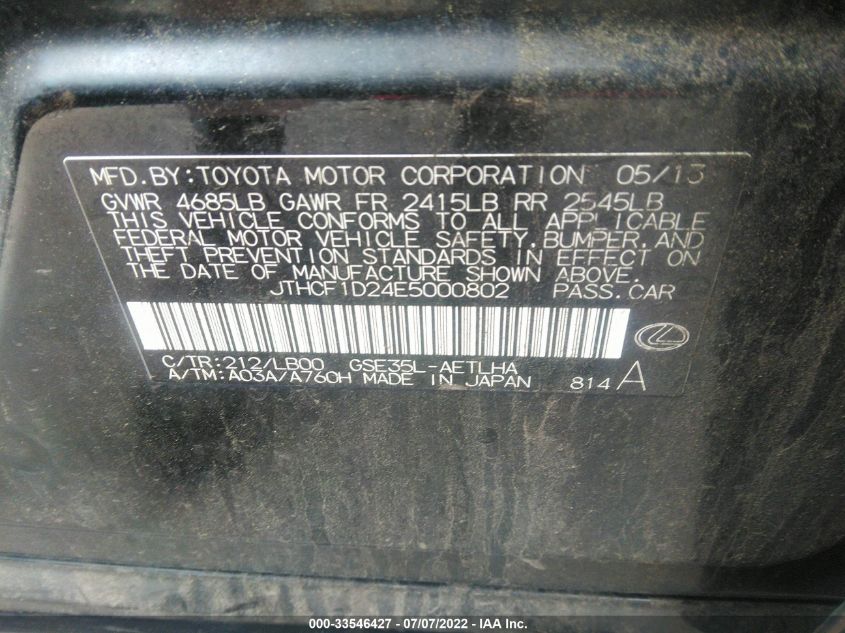 MFD.BY:TOYOTA MOTOR CORPORATION 05/13
GVWR 4685LB GAWR FR 2415LB RR 2545LB
THIS VEHICLE CONFORMS TO ALL APPLICABLE
FEDERAL MOTOR VEHICLE SAFETY,BUMPER,AND
THEFT PREVENTION STANDARDS IN EFFECT ON
THE DATE OF MANUFACTURE SHOWN ABOVE.
JTHCF1D24E5000802 PASS.CAR
C/TR:212/LB00 GSE35L-AETLHA
A/TM:A03A/A760H MADE IN JAPAN 814 A
000-33546427 - 07/07/2022 - IAA Inc.